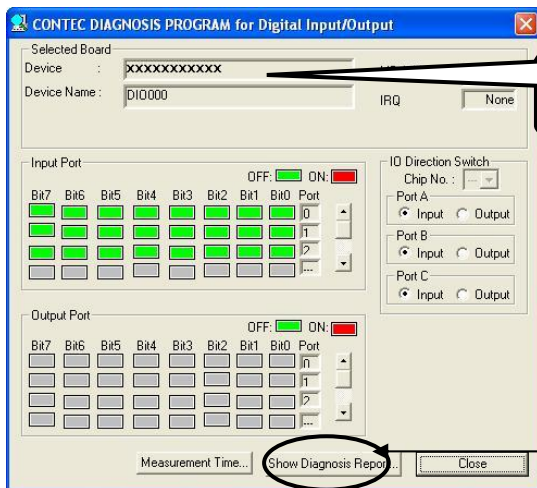 CONTEC DIAGNOSIS PROGRAM for Digital Input/Output
Selected Board
Device : XXXXXXXXXXX
Device Name : DIO000
IRQ None
Input Port
OFF: ON:
Bit7 Bit6 Bit5 Bit4 Bit3 Bit2 Bit1 Bit0 Port
0
1
2
---
IO Direction Switch
Chip No. : ---
Port A
Input Output
Port B
Input Output
Port C
Input Output
Output Port
OFF: ON:
Bit7 Bit6 Bit5 Bit4 Bit3 Bit2 Bit1 Bit0 Port
0
1
2
---
Measurement Time... Show Diagnosis Report... Close